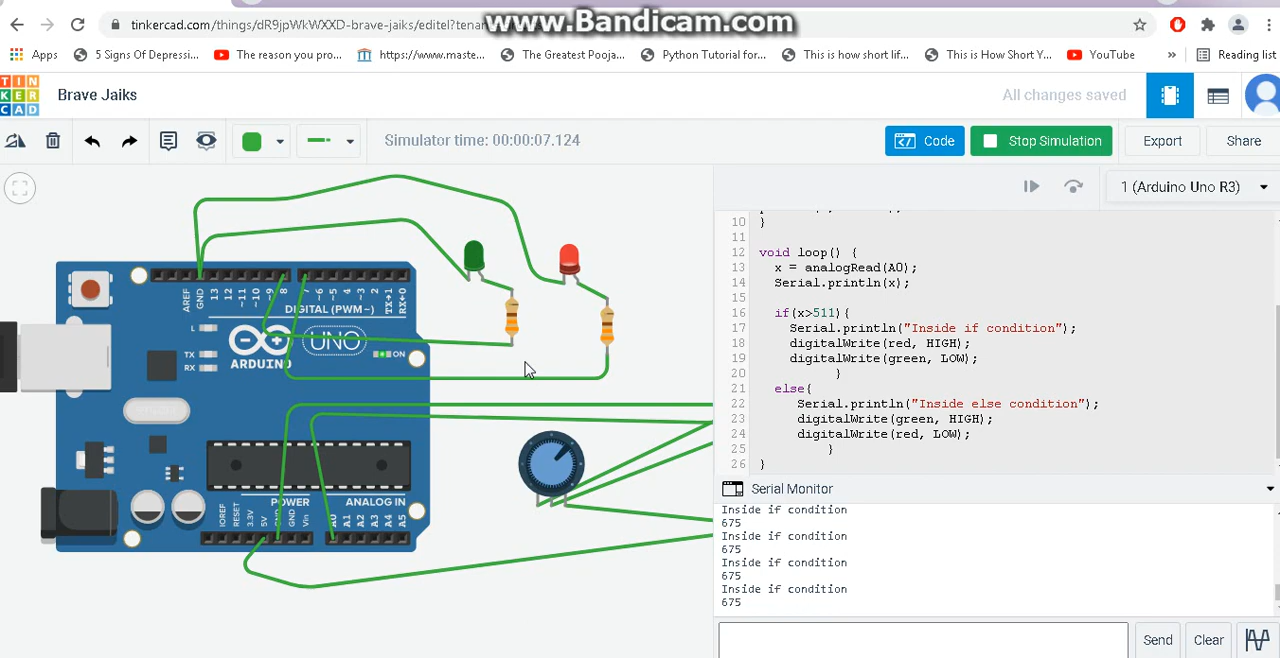 www.Bandicam.com
tinkercad.com/things/dR9jpWkWXXD-brave-jaiks/editel?tena
Apps
5 Signs Of Depressi...
The reason you pro...
https://www.maste...
The Greatest Pooja...
Python Tutorial for...
This is how short lif...
This is How Short Y...
YouTube
»
Reading list
TIN
KER
CAD
Brave Jaiks
All changes saved
Simulator time: 00:00:07.124
Code
Stop Simulation
Export
Share
1 (Arduino Uno R3)
AREF
GND
13
12
~11
~10
~9
8
7
~6
~5
4
~3
2
TX→1
RX←0
DIGITAL (PWM~)
L
TX
RX
ARDUINO
UNO
ON
POWER
ANALOG IN
IOREF
RESET
3.3V
5V
GND
Vin
A0
A1
A2
A3
A4
A5
10 }
11
12 void loop() {
13 x = analogRead(A0);
14 Serial.println(x);
15
16 if(x>511){
17 Serial.println("Inside if condition");
18 digitalWrite(red, HIGH);
19 digitalWrite(green, LOW);
20 }
21 else{
22 Serial.println("Inside else condition");
23 digitalWrite(green, HIGH);
24 digitalWrite(red, LOW);
25 }
26 }
Serial Monitor
Inside if condition
675
Inside if condition
675
Inside if condition
675
Inside if condition
675
Send
Clear